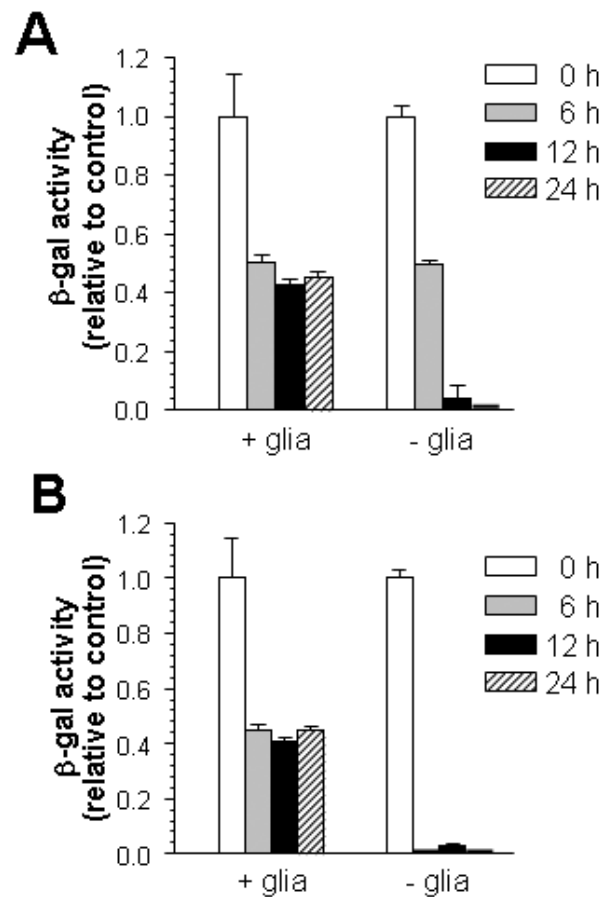 A
β-gal activity
(relative to control)
1.2
1.0
0.8
0.6
0.4
0.2
0.0
+ glia
- glia
0 h
6 h
12 h
24 h
B
β-gal activity
(relative to control)
1.2
1.0
0.8
0.6
0.4
0.2
0.0
+ glia
- glia
0 h
6 h
12 h
24 h